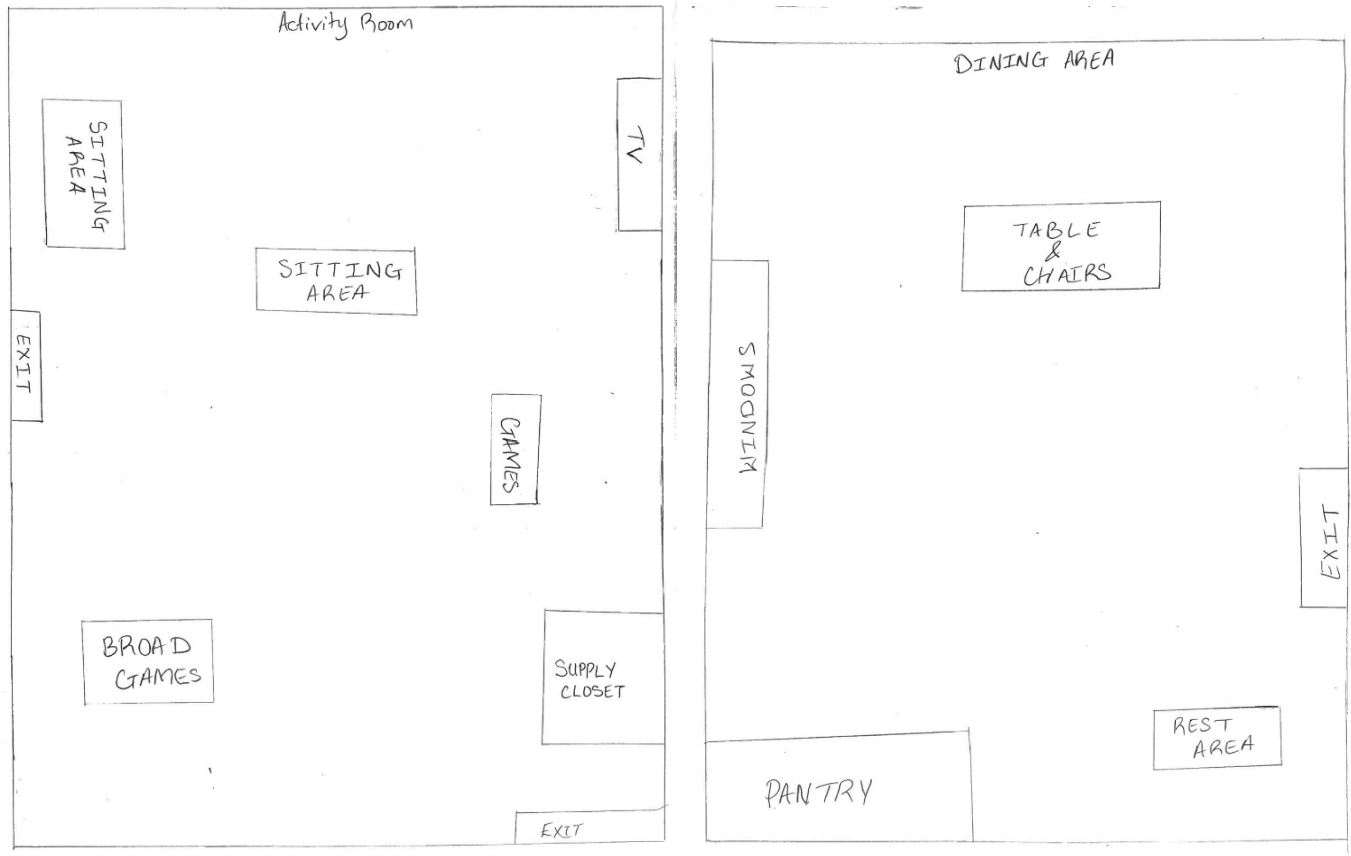 Activity Room
SITTING
AREA
TV
SITTING
AREA
EXIT
GAMES
BROAD
GAMES
SUPPLY
CLOSET
EXIT
DINING AREA
TABLE
&
CHAIRS
WINDOWS
EXIT
REST
AREA
PANTRY